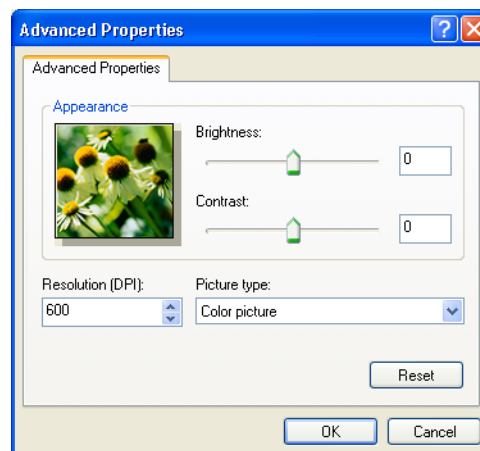 Advanced Properties
Advanced Properties
Appearance
Brightness:
0
Contrast:
0
Resolution (DPI):
Picture type:
600
Color picture
Reset
OK
Cancel